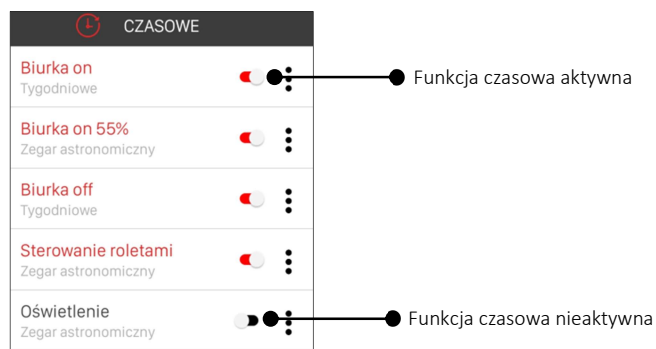 CZASOWE
Biurka on
Tygodniowe
Funkcja czasowa aktywna
Biurka on 55%
Zegar astronomiczny
Biurka off
Tygodniowe
Sterowanie roletami
Zegar astronomiczny
Oświetlenie
Zegar astronomiczny
Funkcja czasowa nieaktywna